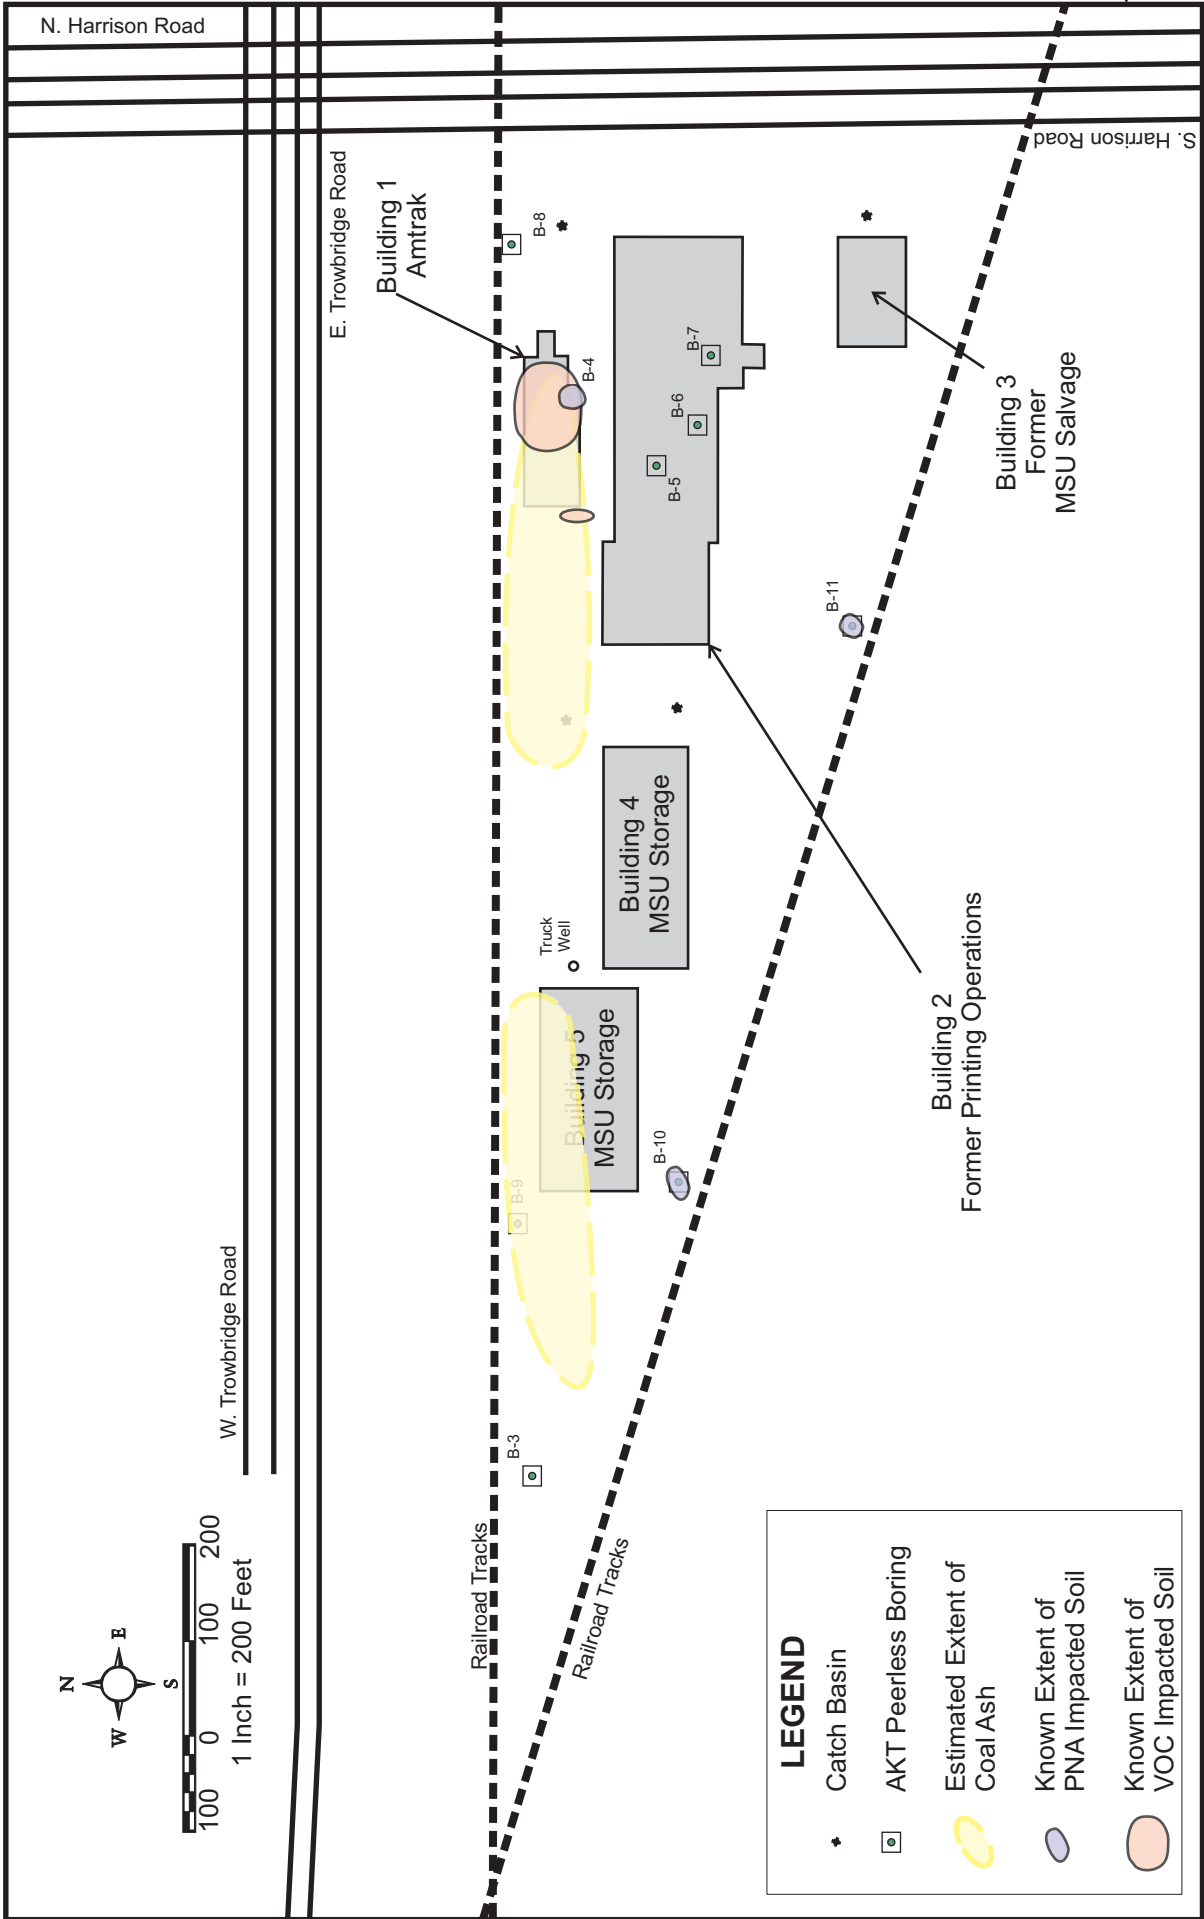 N. Harrison Road
S. Harrison Road
E. Trowbridge Road
W. Trowbridge Road
Building 1
Amtrak
B-8
B-4
B-7
B-6
B-5
Building 3
Former
MSU Salvage
B-11
Building 4
MSU Storage
Truck
Well
Building 5
MSU Storage
B-10
B-9
Building 2
Former Printing Operations
B-3
Railroad Tracks
Railroad Tracks
N
W
E
S
100
0
100
200
1 Inch = 200 Feet
LEGEND
Catch Basin
AKT Peerless Boring
Estimated Extent of
Coal Ash
Known Extent of
PNA Impacted Soil
Known Extent of
VOC Impacted Soil